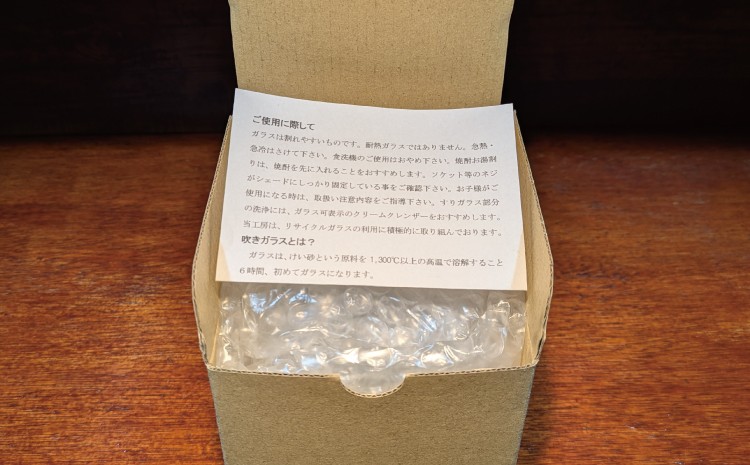 ご使用に際して
ガラスは割れやすいものです。耐熱ガラスではありません。急熱・
急冷はさけて下さい。食洗機のご使用はおやめ下さい。焼酎お湯割
りは、焼酎を先に入れることをおすすめします。ソケット等のネジ
がシェードにしっかり固定している事をご確認下さい。お子様がご
使用になる時は、取扱い注意内容をご指導下さい。すりガラス部分
の洗浄には、ガラス可表示のクリームクレンザーをおすすめします。
当工房は、リサイクルガラスの利用に積極的に取り組んでおります。
吹きガラスとは？
ガラスは、けい砂という原料を1,300℃以上の高温で溶解すること
６時間、初めてガラスになります。